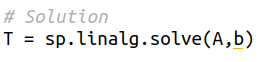 # Solution
T = sp.linalg.solve(A,b)